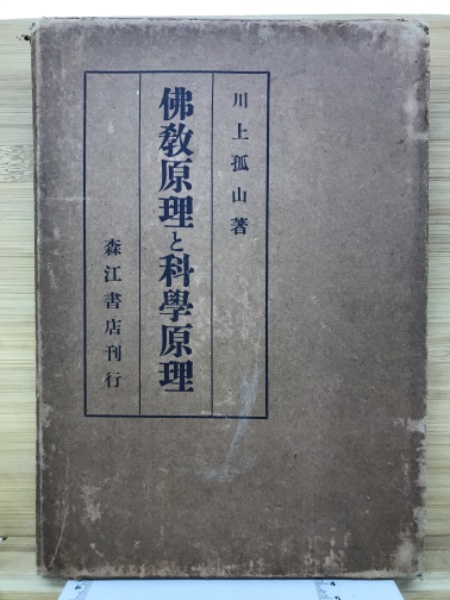 川上孤山著
佛敎原理と科學原理
森江書店刊行